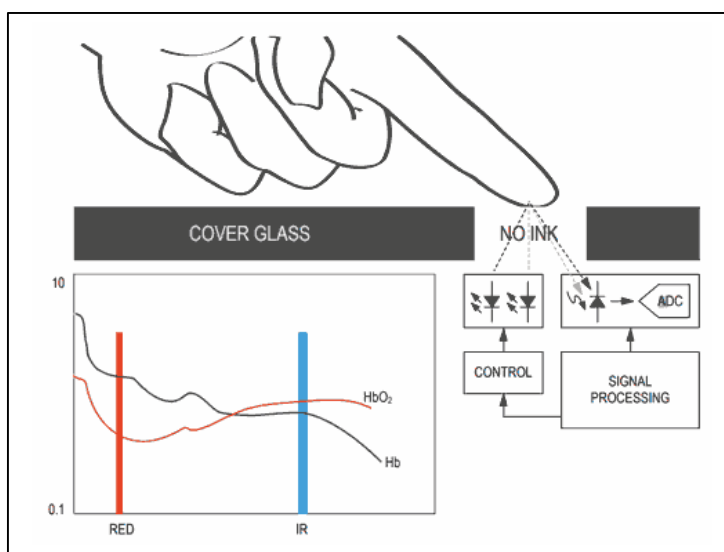 COVER GLASS
NO INK
10
0.1
HbO₂
Hb
RED
IR
ADC
CONTROL
SIGNAL
PROCESSING